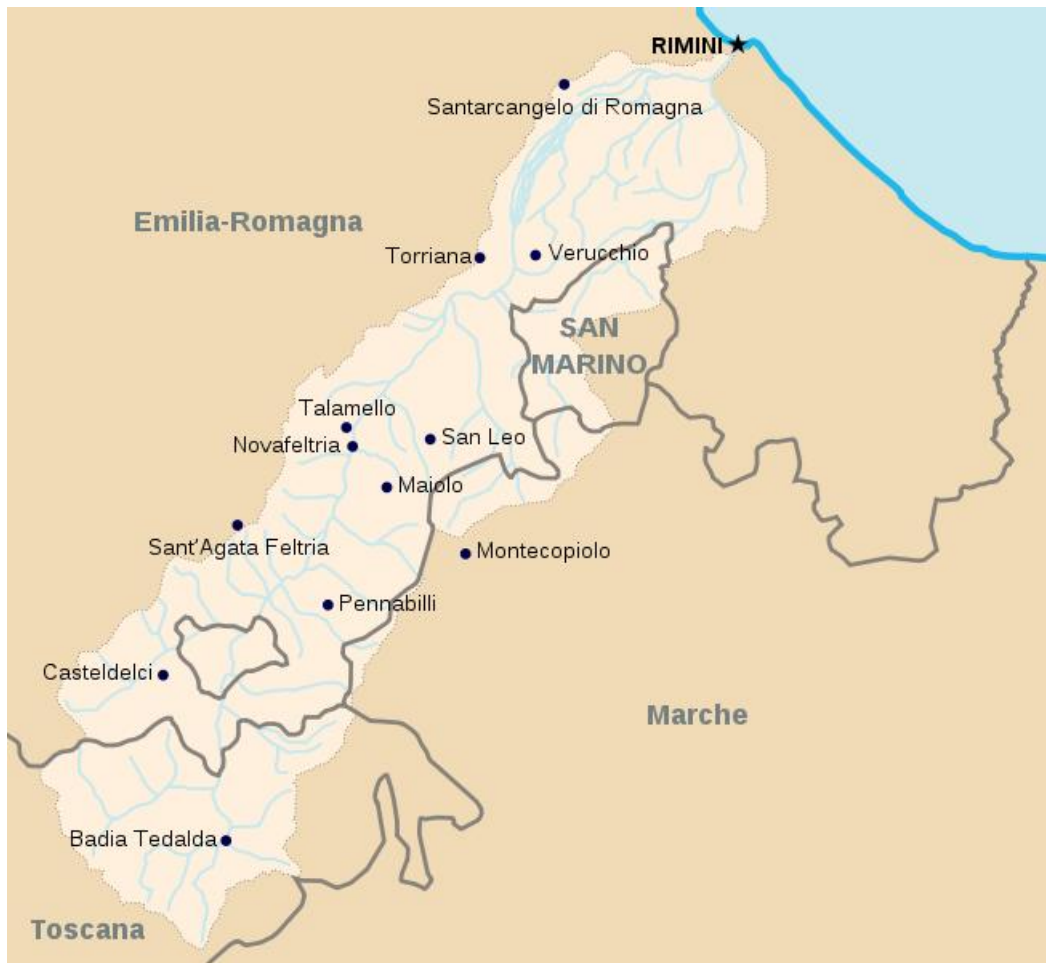 RIMINI
Santarcangelo di Romagna
Emilia-Romagna
Torriana
Verucchio
SAN
MARINO
Talamello
Novafeltria
San Leo
Maiolo
Sant'Agata Feltria
Montecopiolo
Pennabilli
Casteldelci
Marche
Badia Tedalda
Toscana